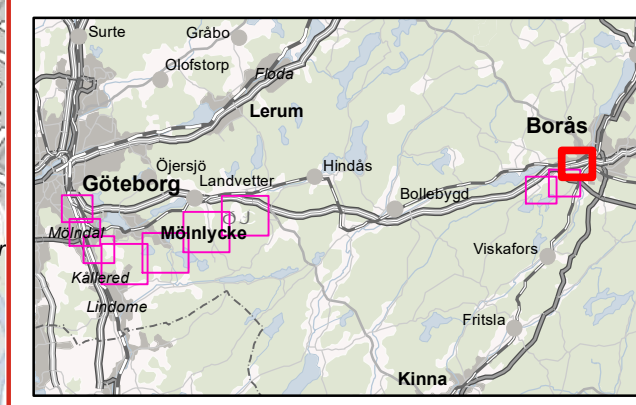 Surte
Gråbo
Olofstorp
Floda
Lerum
Borås
Öjersjö
Hindås
Göteborg
Landvetter
Bollebygd
Ö J
Mölndal
Mölnlycke
Viskafors
Kållered
Lindome
Fritsla
Kinna